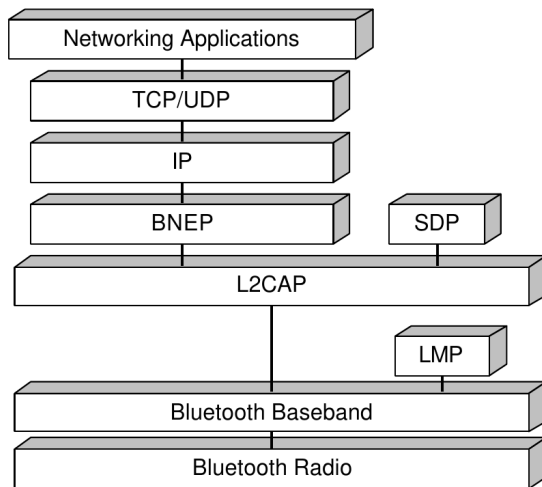 Networking Applications
TCP/UDP
IP
BNEP
SDP
L2CAP
LMP
Bluetooth Baseband
Bluetooth Radio